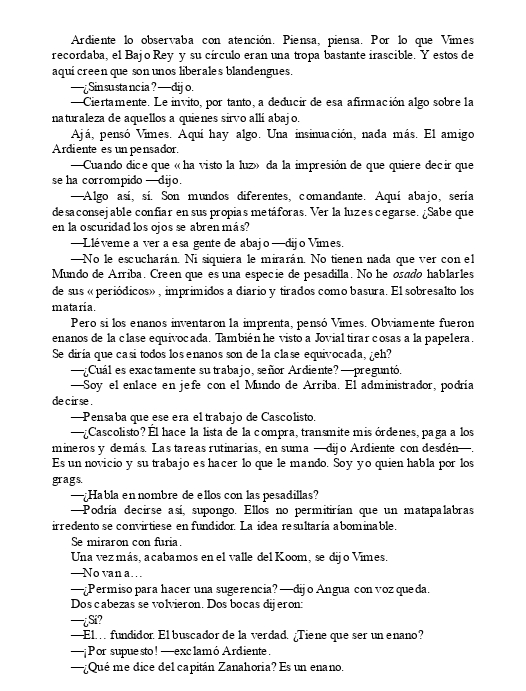 Ardiente lo observaba con atención. Piensa, piensa. Por lo que Vimes
recordaba, el Bajo Rey y su círculo eran una tropa bastante irascible. Y estos de
aquí creen que son unos liberales blandengues.
—¿Sinsustancia? —dijo.
—Ciertamente. Le invito, por tanto, a deducir de esa afirmación algo sobre la
naturaleza de aquellos a quienes sirvo allí abajo.
Ajá, pensó Vimes. Aquí hay algo. Una insinuación, nada más. El amigo
Ardiente es un pensador.
—Cuando dice que «ha visto la luz» da la impresión de que quiere decir que
se ha corrompido —dijo.
—Algo así, sí. Son mundos diferentes, comandante. Aquí abajo, sería
desaconsejable confiar en sus propias metáforas. Ver la luz es cegarse. ¿Sabe que
en la oscuridad los ojos se abren más?
—Lléveme a ver a esa gente de abajo —dijo Vimes.
—No le escucharán. Ni siquiera le mirarán. No tienen nada que ver con el
Mundo de Arriba. Creen que es una especie de pesadilla. No he osado hablarles
de sus «periódicos», imprimidos a diario y tirados como basura. El sobresalto los
mataría.
Pero si los enanos inventaron la imprenta, pensó Vimes. Obviamente fueron
enanos de la clase equivocada. También he visto a Jovial tirar cosas a la papelera.
Se diría que casi todos los enanos son de la clase equivocada, ¿eh?
—¿Cuál es exactamente su trabajo, señor Ardiente? —preguntó.
—Soy el enlace en jefe con el Mundo de Arriba. El administrador, podría
decirse.
—Pensaba que ese era el trabajo de Cascolisto.
—¿Cascolisto? Él hace la lista de la compra, transmite mis órdenes, paga a los
mineros y demás. Las tareas rutinarias, en suma —dijo Ardiente con desdén—.
Es un novicio y su trabajo es hacer lo que le mando. Soy yo quien habla por los
grags.
—¿Habla en nombre de ellos con las pesadillas?
—Podría decirse así, supongo. Ellos no permitirían que un matapalabras
irredento se convirtiese en fundidor. La idea resultaría abominable.
Se miraron con furia.
Una vez más, acabamos en el valle del Koom, se dijo Vimes.
—No van a…
—¿Permiso para hacer una sugerencia? —dijo Angua con voz queda.
Dos cabezas se volvieron. Dos bocas dijeron:
—¿Sí?
—El… fundidor. El buscador de la verdad. ¿Tiene que ser un enano?
—¡Por supuesto! —exclamó Ardiente.
—¿Qué me dice del capitán Zanahoria? Es un enano.